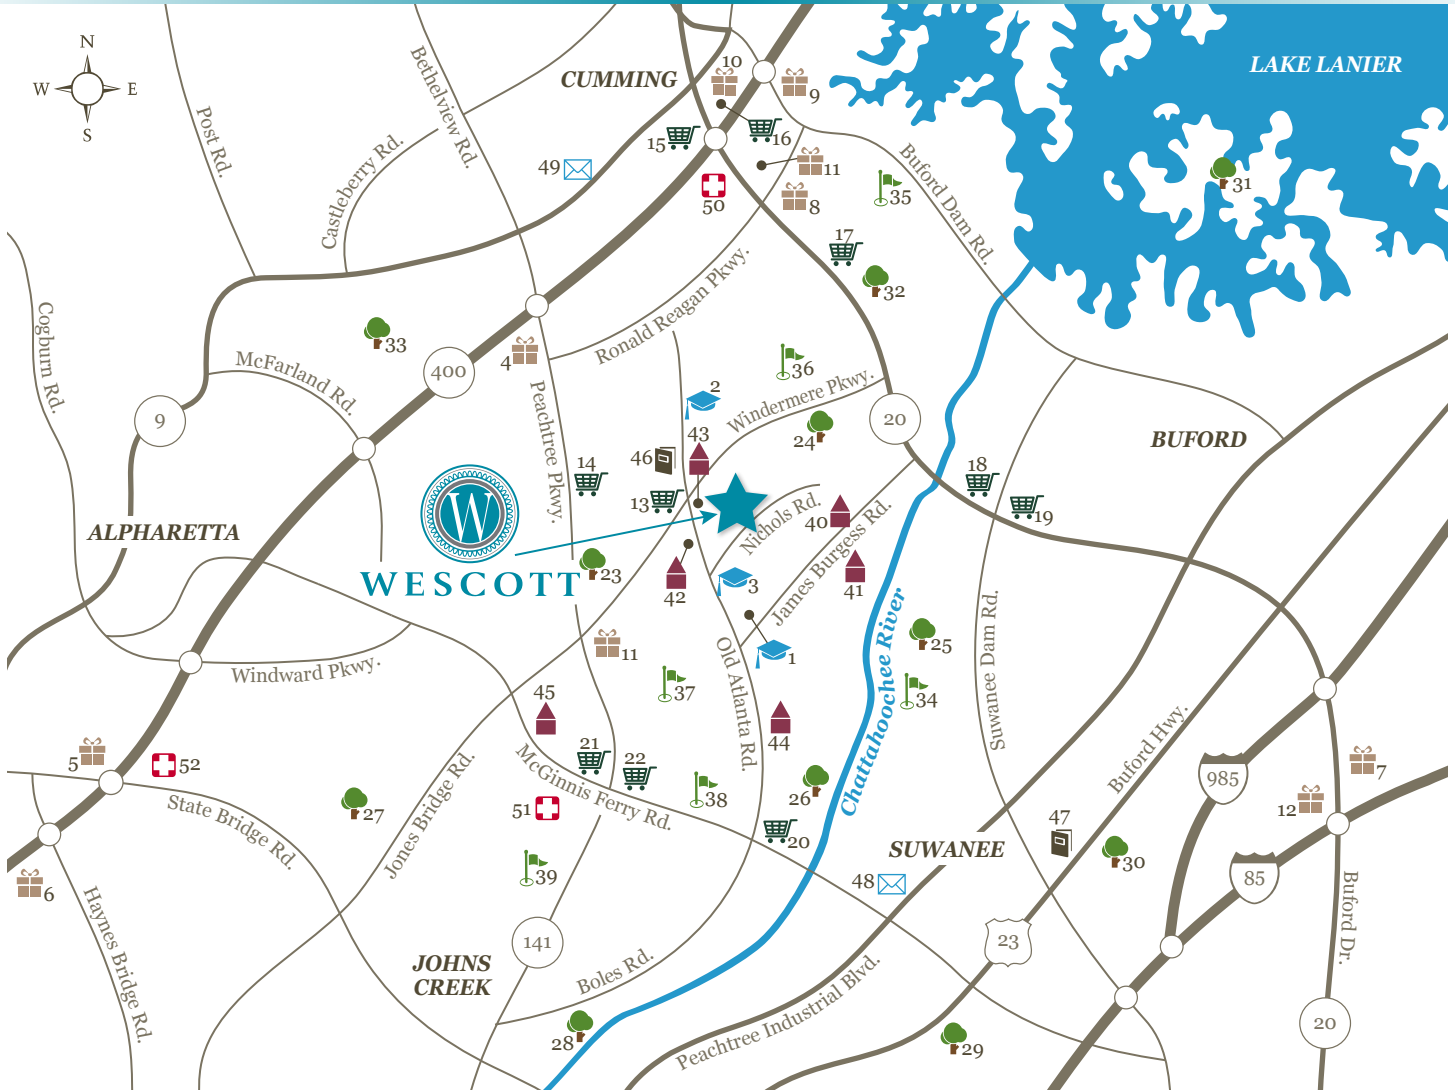 N
W
E
S
CUMMING
10
9
LAKE LANIER
Bethelview Rd.
Post Rd.
Castleberry Rd.
15
16
49
11
50
8
35
Buford Dam Rd.
31
17
32
Ronald Reagan Pkwy.
Cogburn Rd.
33
McFarland Rd.
400
4
36
Peachtree Pkwy.
2
Windermere Pkwy.
9
20
24
43
BUFORD
46
14
13
18
19
W
Nichols Rd.
40
James Burgess Rd.
ALPHARETTA
WESCOTT
23
42
3
41
Chattahoochee River
25
Suwanee Dam Rd.
11
Old Atlanta Rd.
1
Windward Pkwy.
37
34
45
44
Buford Hwy.
5
52
21
22
McGinnis Ferry Rd.
38
26
985
7
12
State Bridge Rd.
27
Jones Bridge Rd.
51
20
47
SUWANEE
30
6
39
48
85
Haynes Bridge Rd.
141
23
Buford Dr.
JOHNS
CREEK
Boles Rd.
Peachtree Industrial Blvd.
28
29
20